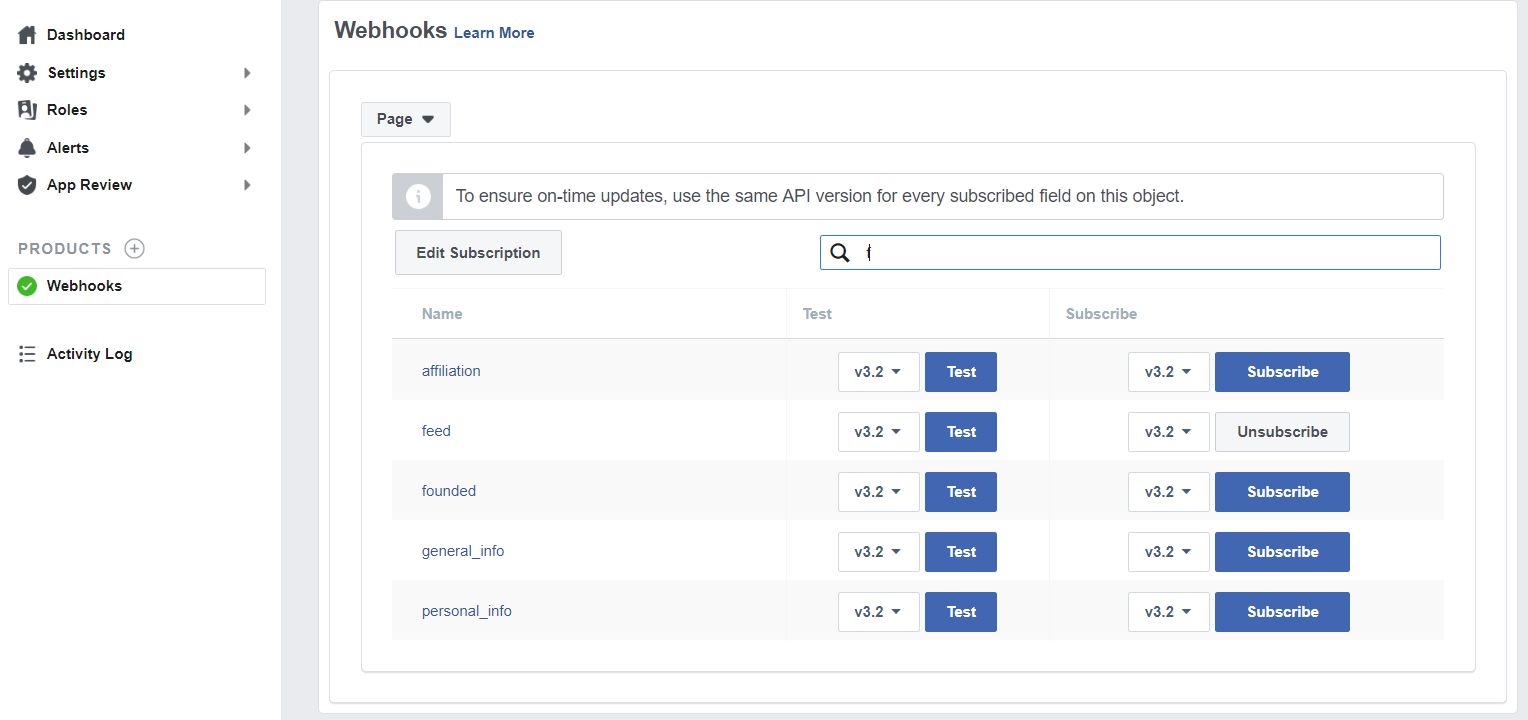 Dashboard
Settings
Roles
Alerts
App Review
PRODUCTS
Webhooks
Activity Log
Webhooks Learn More
Page
To ensure on-time updates, use the same API version for every subscribed field on this object.
Edit Subscription
f
Name Test Subscribe
affiliation v3.2 Test v3.2 Subscribe
feed v3.2 Test v3.2 Unsubscribe
founded v3.2 Test v3.2 Subscribe
general_info v3.2 Test v3.2 Subscribe
personal_info v3.2 Test v3.2 Subscribe